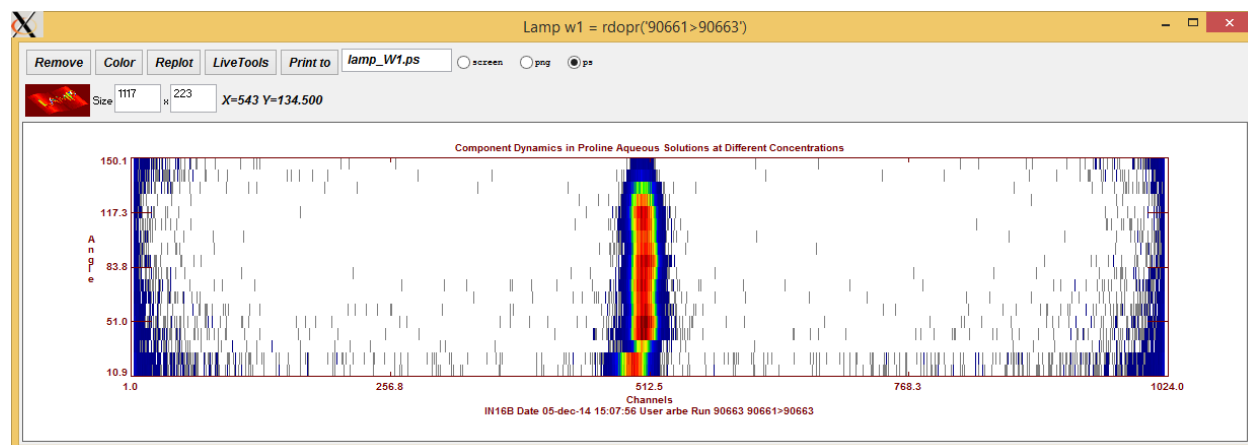 Lamp w1 = rdopr('90661>90663')
Remove Color Replot LiveTools Print to lamp_W1.ps screen png ps
Size 1117 x 223 X=543 Y=134.500
Component Dynamics in Proline Aqueous Solutions at Different Concentrations
150.1
117.3
83.8
51.0
10.9
Angle
1.0 256.8 512.5 768.3 1024.0
Channels
IN16B Date 05-dec-14 15:07:56 User arbe Run 90663 90661>90663